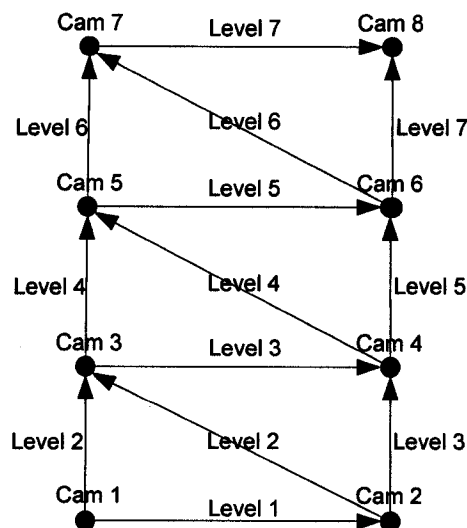 Cam 7
Level 7
Cam 8
Level 6
Level 6
Level 7
Cam 5
Level 5
Cam 6
Level 4
Level 4
Level 5
Cam 3
Level 3
Cam 4
Level 2
Level 2
Level 3
Cam 1
Level 1
Cam 2